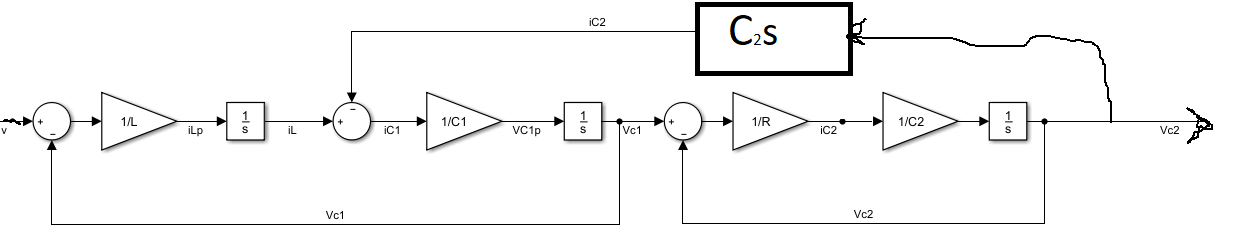 iC2
C₂s
+
−
1/L
iLp
1
s
iL
−
+
iC1
1/C1
VC1p
1
s
Vc1
+
−
1/R
iC2
1/C2
1
s
Vc2
v
Vc1
Vc2